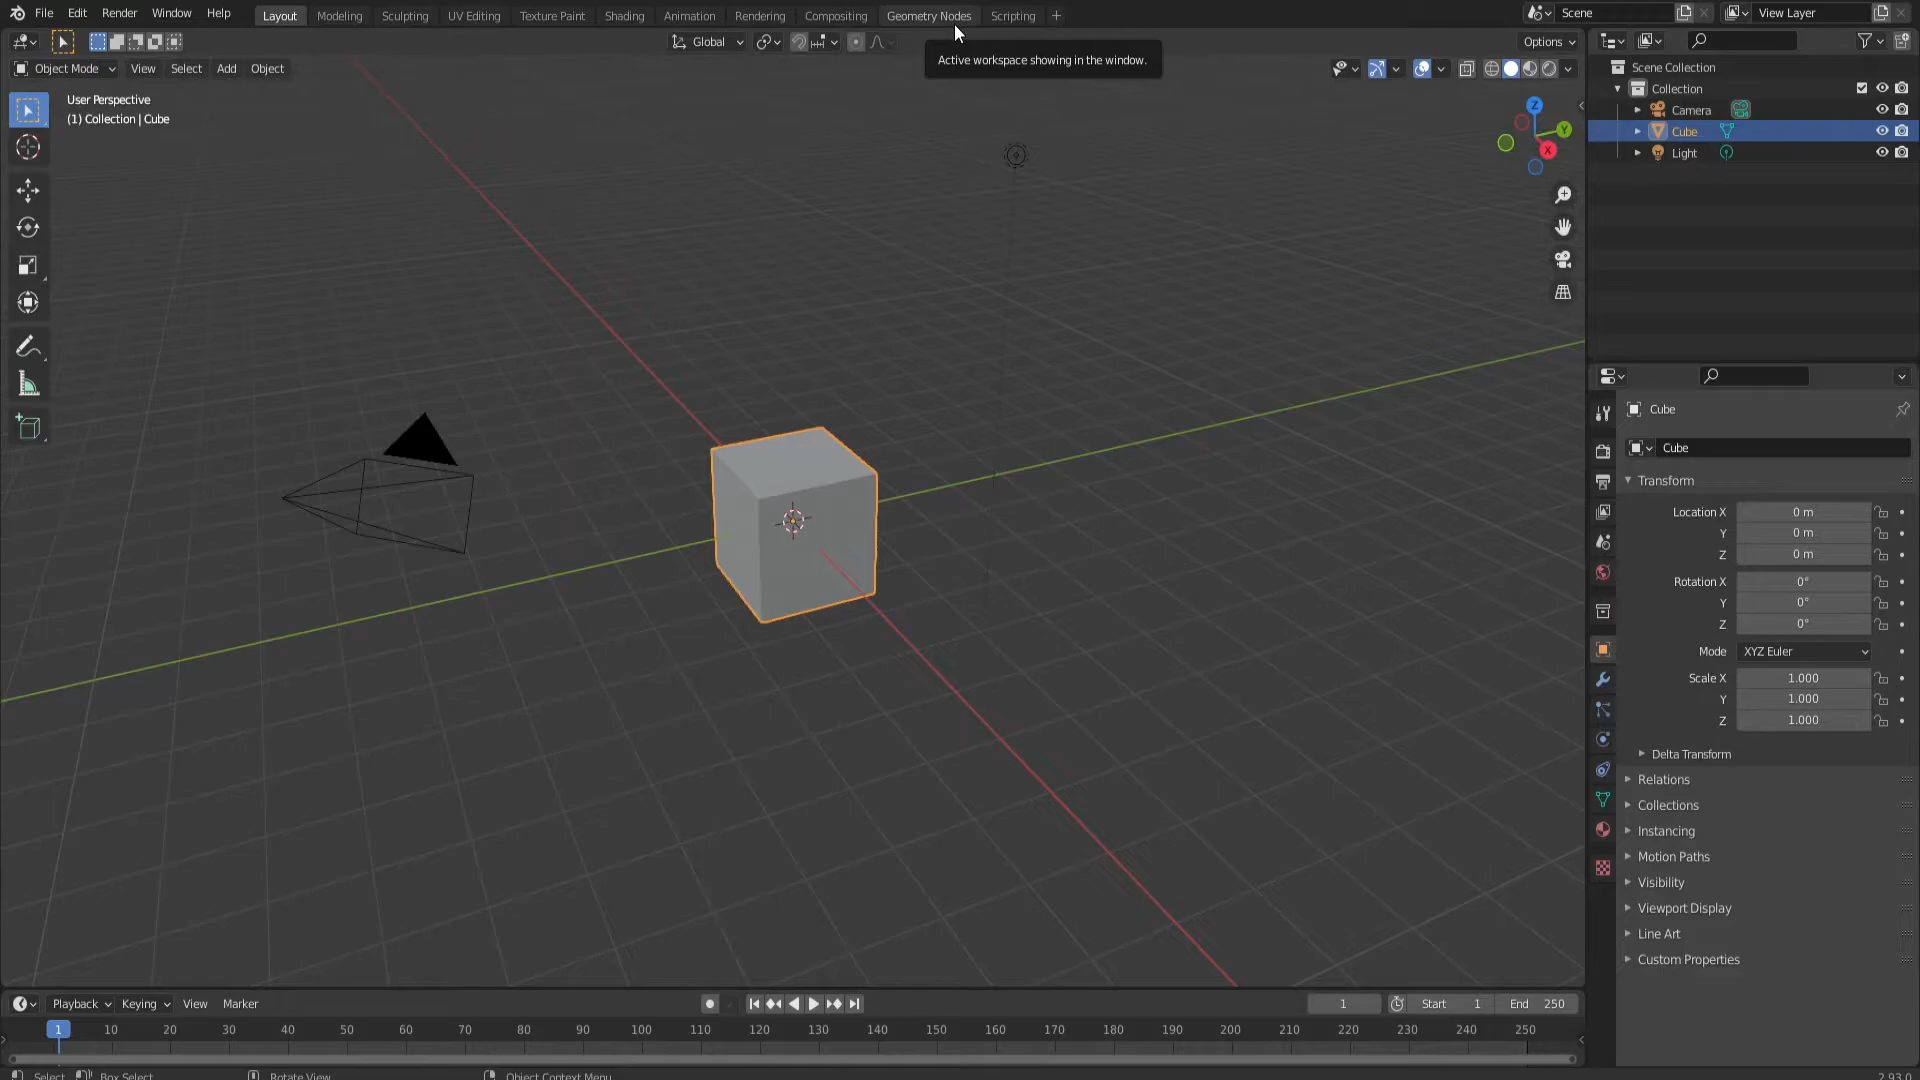 File Edit Render Window Help Layout Modeling Sculpting UV Editing Texture Paint Shading Animation Rendering Compositing Geometry Nodes Scripting + Scene View Layer
Global Options
Active workspace showing in the window.
Object Mode View Select Add Object
User Perspective
(1) Collection | Cube
Z
Y
X
Scene Collection
Collection
Camera
Cube
Light
Cube
Cube
Transform
Location X 0 m
Y 0 m
Z 0 m
Rotation X 0°
Y 0°
Z 0°
Mode XYZ Euler
Scale X 1.000
Y 1.000
Z 1.000
Delta Transform
Relations
Collections
Instancing
Motion Paths
Visibility
Viewport Display
Line Art
Custom Properties
Playback Keying View Marker 1 Start 1 End 250
1 10 20 30 40 50 60 70 80 90 100 110 120 130 140 150 160 170 180 190 200 210 220 230 240 250
Select Box Select Rotate View Object Context Menu 2.93.0